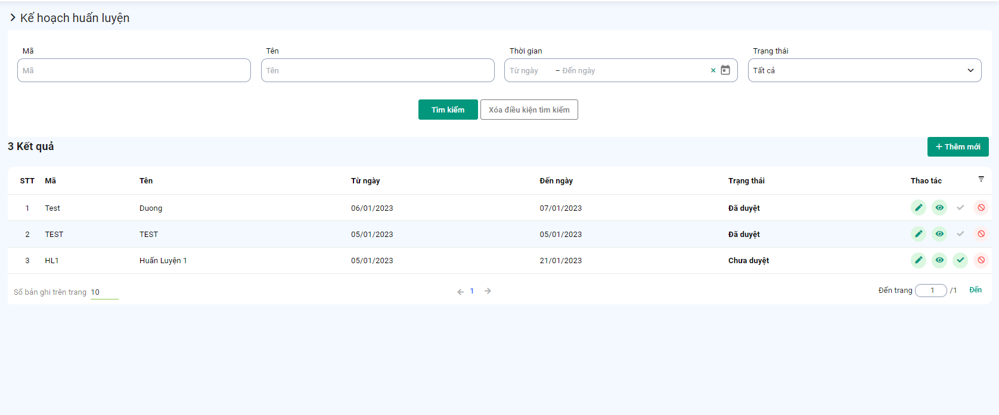 Kế hoạch huấn luyện
Mã Tên Thời gian Trạng thái
Mã Tên Từ ngày – Đến ngày Tất cả
Tìm kiếm Xóa điều kiện tìm kiếm
3 Kết quả + Thêm mới
STT Mã Tên Từ ngày Đến ngày Trạng thái Thao tác
1 Test Duong 06/01/2023 07/01/2023 Đã duyệt
2 TEST TEST 05/01/2023 05/01/2023 Đã duyệt
3 HL1 Huấn Luyện 1 05/01/2023 21/01/2023 Chưa duyệt
Số bản ghi trên trang 10 1 Đến trang 1 /1 Đến